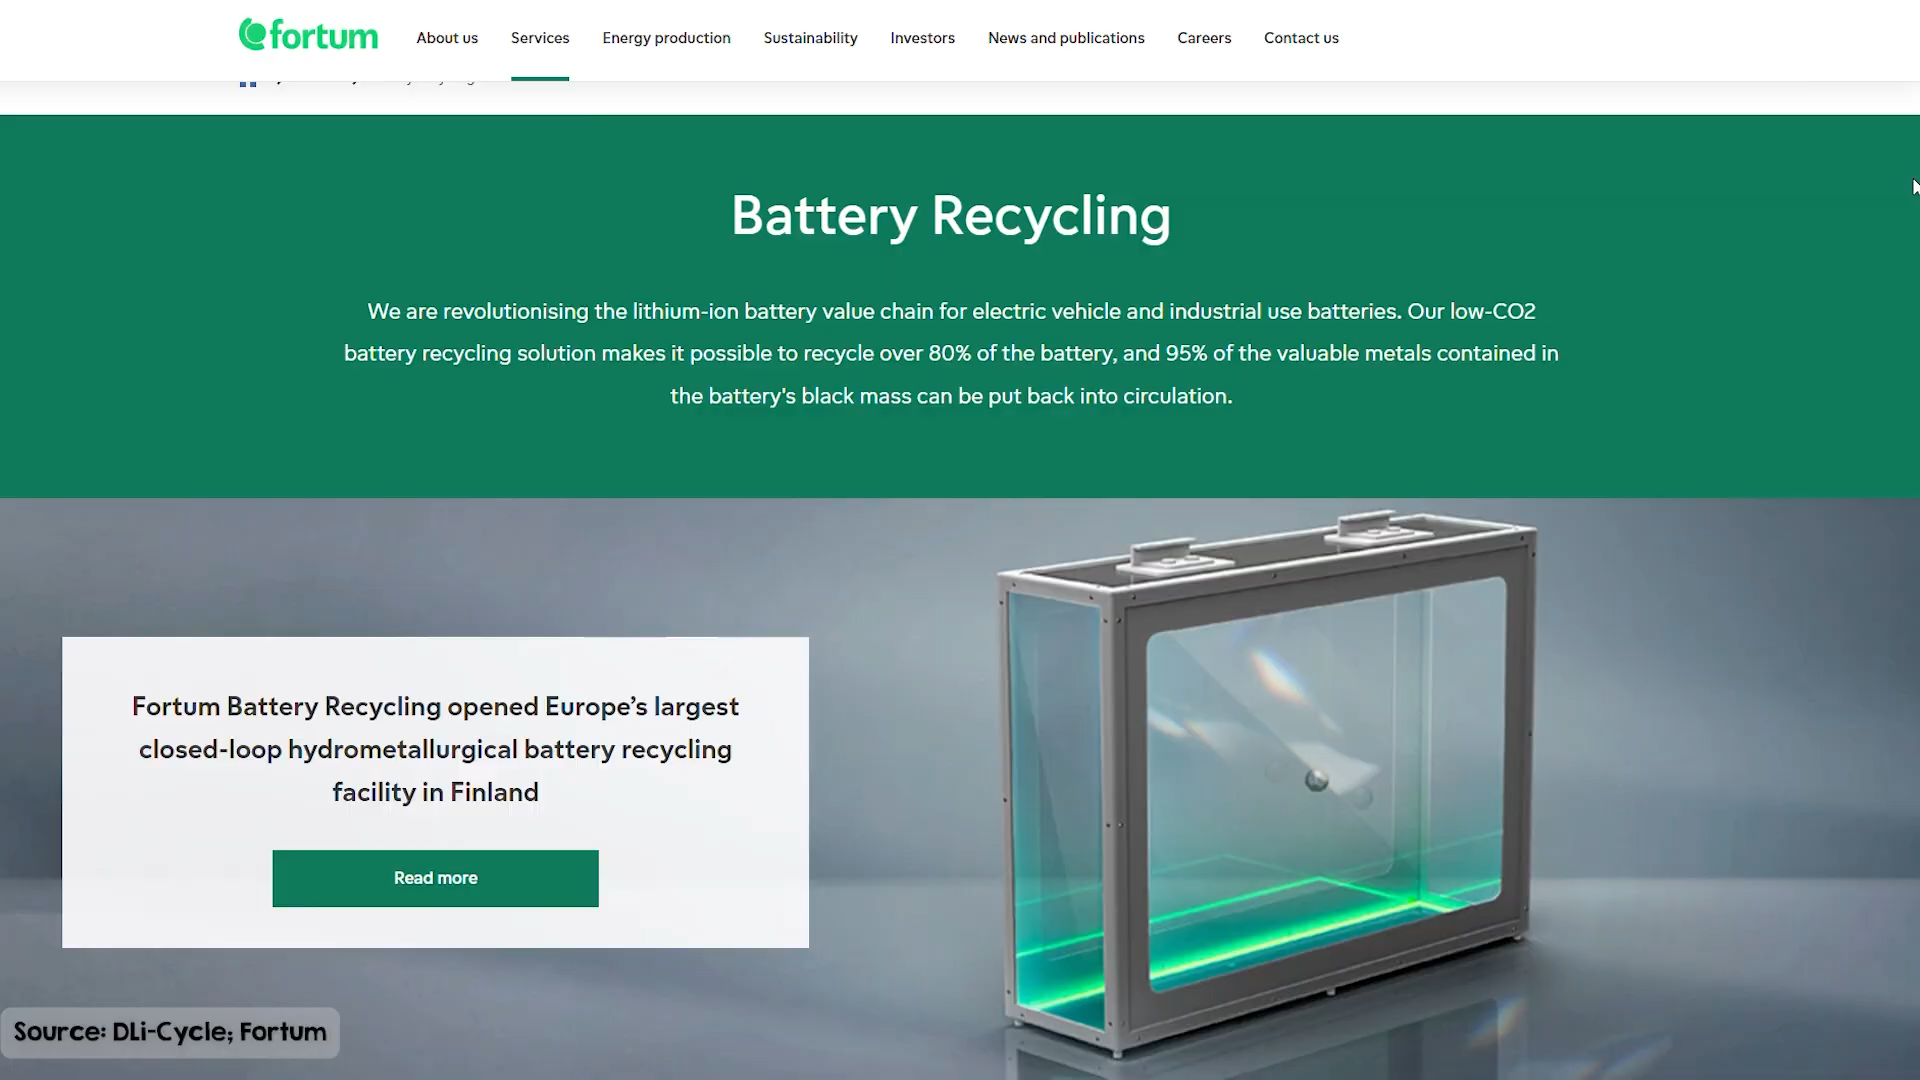 fortum
About us
Services
Energy production
Sustainability
Investors
News and publications
Careers
Contact us
Battery Recycling
We are revolutionising the lithium-ion battery value chain for electric vehicle and industrial use batteries. Our low-CO2
battery recycling solution makes it possible to recycle over 80% of the battery, and 95% of the valuable metals contained in
the battery's black mass can be put back into circulation.
Fortum Battery Recycling opened Europe’s largest
closed-loop hydrometallurgical battery recycling
facility in Finland
Read more
Source: DLi-Cycle; Fortum